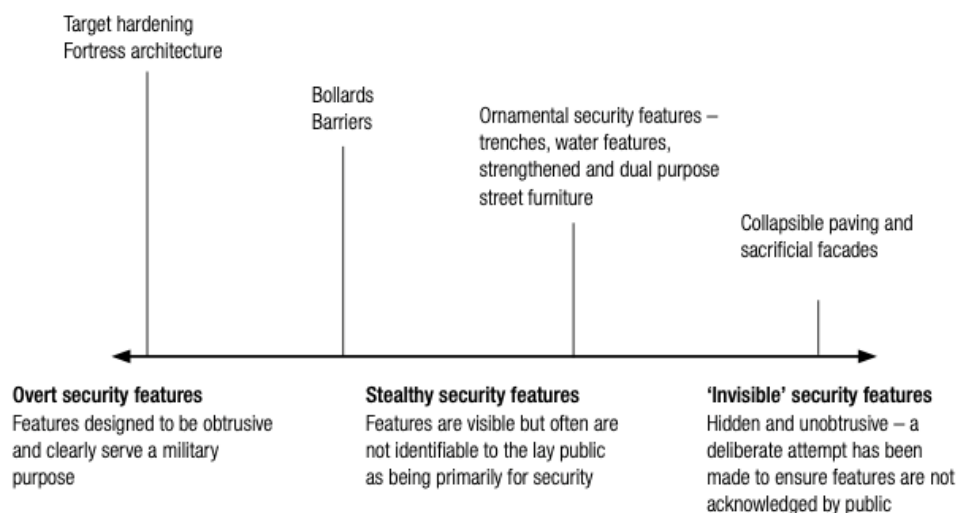 Target hardening
Fortress architecture
Bollards
Barriers
Ornamental security features –
trenches, water features,
strengthened and dual purpose
street furniture
Collapsible paving and
sacrificial facades
Overt security features
Features designed to be obtrusive
and clearly serve a military
purpose
Stealthy security features
Features are visible but often are
not identifiable to the lay public
as being primarily for security
‘Invisible’ security features
Hidden and unobtrusive – a
deliberate attempt has been
made to ensure features are not
acknowledged by public